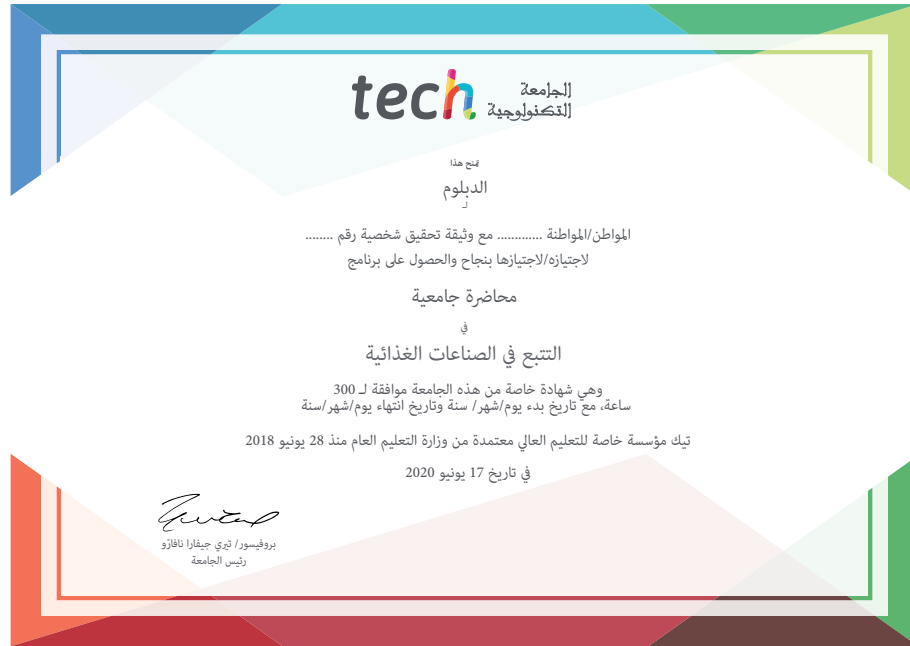 tech الجامعة
التكنولوجية
يمنح هذا
الدبلوم
لـ
المواطن/المواطنة ............. مع وثيقة تحقيق شخصية رقم ........
لاجتيازه/لاجتيازها بنجاح والحصول على برنامج
محاضرة جامعية
في
التتبع في الصناعات الغذائية
وهي شهادة خاصة من هذه الجامعة موافقة لـ 300
ساعة، مع تاريخ بدء يوم/شهر/ سنة وتاريخ انتهاء يوم/شهر/سنة
تيك مؤسسة خاصة للتعليم العالي معتمدة من وزارة التعليم العام منذ 28 يونيو 2018
في تاريخ 17 يونيو 2020
بروفيسور/ تيري جيفارا نافارّو
رئيس الجامعة